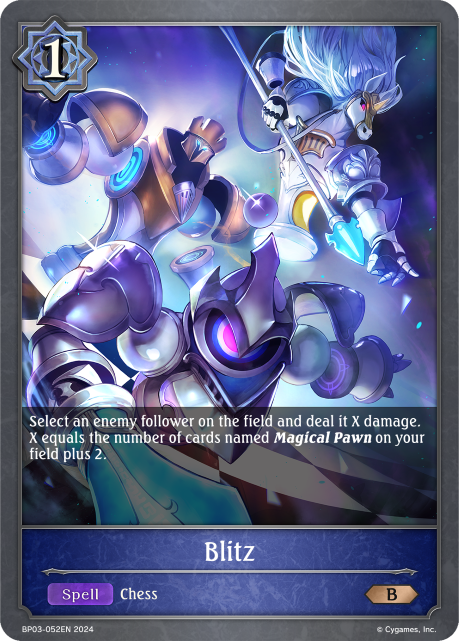 1
Select an enemy follower on the field and deal it X damage.
X equals the number of cards named Magical Pawn on your
field plus 2.
Blitz
Spell Chess B
BP03-052EN 2024 © Cygames, Inc.